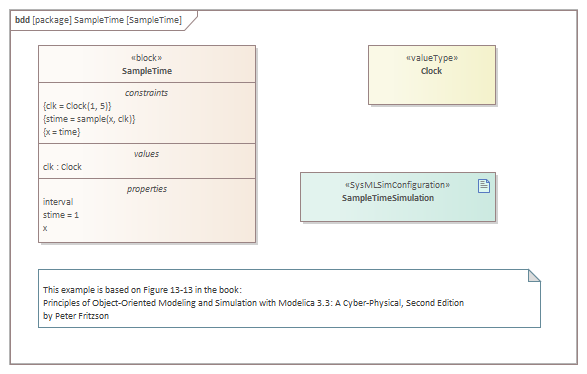 bdd [package] SampleTime [SampleTime]
«block»
SampleTime
constraints
{clk = Clock(1, 5)}
{stime = sample(x, clk)}
{x = time}
values
clk : Clock
properties
interval
stime = 1
x
«valueType»
Clock
«SysMLSimConfiguration»
SampleTimeSimulation
This example is based on Figure 13-13 in the book:
Principles of Object-Oriented Modeling and Simulation with Modelica 3.3: A Cyber-Physical, Second Edition
by Peter Fritzson